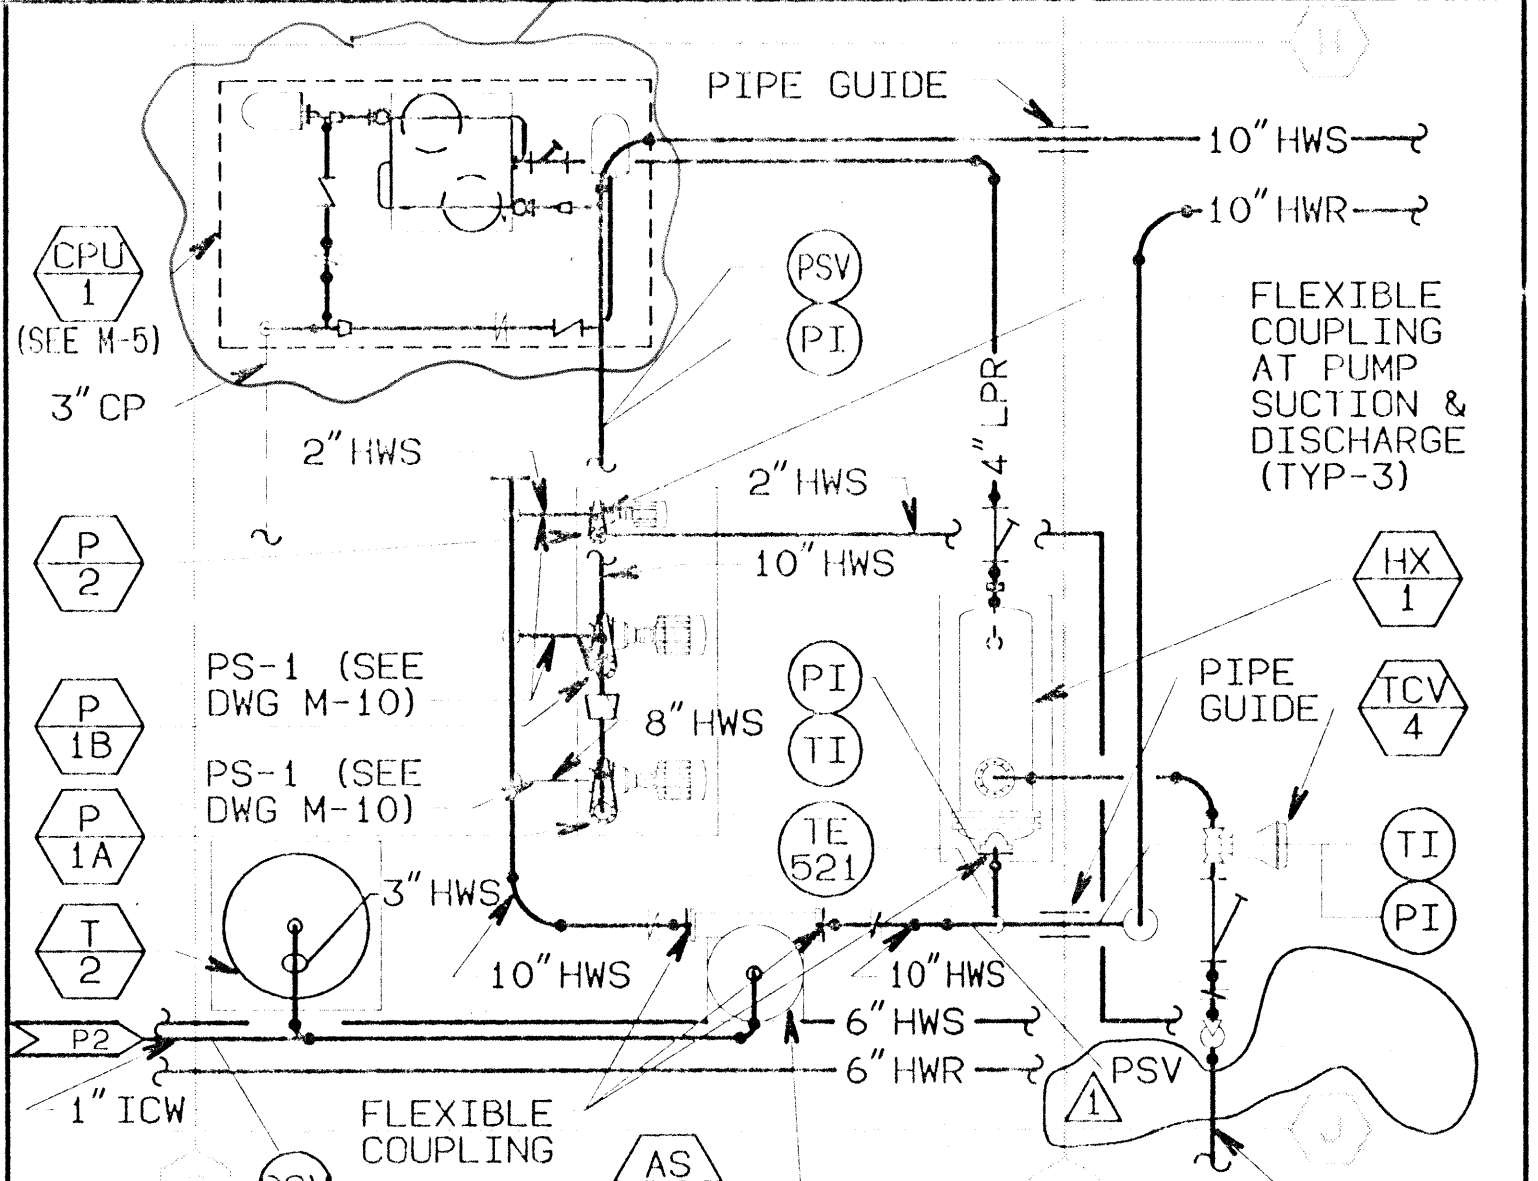 H
PIPE GUIDE
10" HWS
10" HWR
CPU
1
(SEE M-5)
3" CP
PSV
PI
FLEXIBLE
COUPLING
AT PUMP
SUCTION &
DISCHARGE
(TYP-3)
4" LPR
2" HWS
2" HWS
10" HWS
P
2
HX
1
PS-1 (SEE
DWG M-10)
P
1B
8" HWS
PI
TI
PIPE
GUIDE
TCV
4
PS-1 (SEE
DWG M-10)
P
1A
TE
521
TI
PI
3" HWS
T
2
10" HWS
10" HWS
6" HWS
P2
6" HWR
PSV
1
1" ICW
FLEXIBLE
COUPLING
J
AS